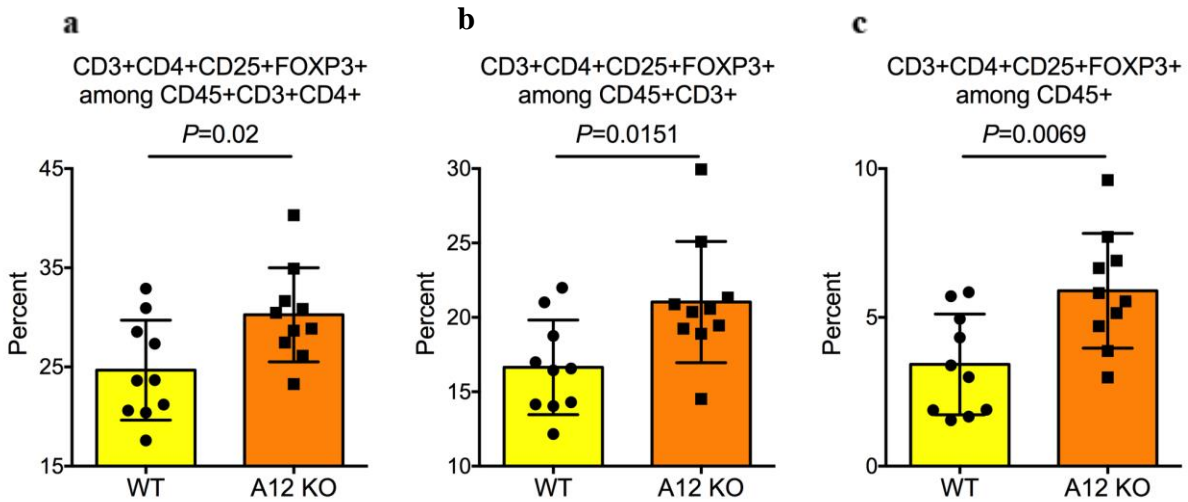 a
CD3+CD4+CD25+FOXP3+
among CD45+CD3+CD4+
P=0.02
45
35
25
15
Percent
WT
A12 KO
b
CD3+CD4+CD25+FOXP3+
among CD45+CD3+
P=0.0151
30
25
20
15
10
Percent
WT
A12 KO
c
CD3+CD4+CD25+FOXP3+
among CD45+
P=0.0069
10
5
0
Percent
WT
A12 KO